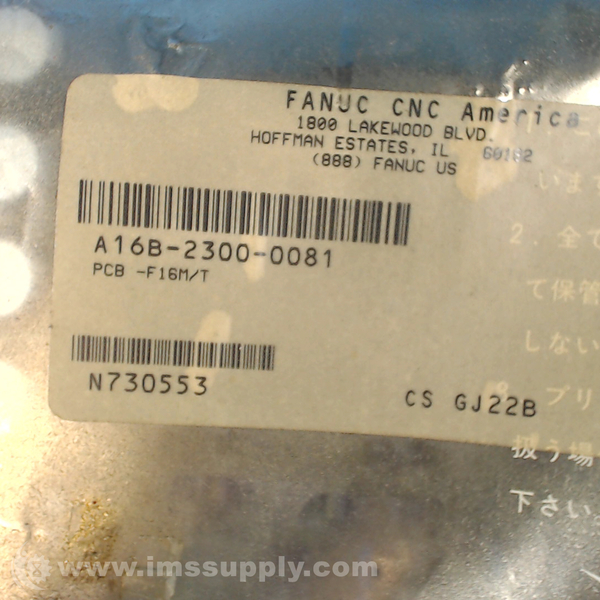 FANUC CNC America
1800 LAKEWOOD BLVD.
HOFFMAN ESTATES, IL 60192
(888) FANUC US
A16B-2300-0081
PCB -F16M/T
N730553
CS GJ22B
います
2. 全て
て保管
しない
プリ
扱う場
下さい
www.imssupply.com